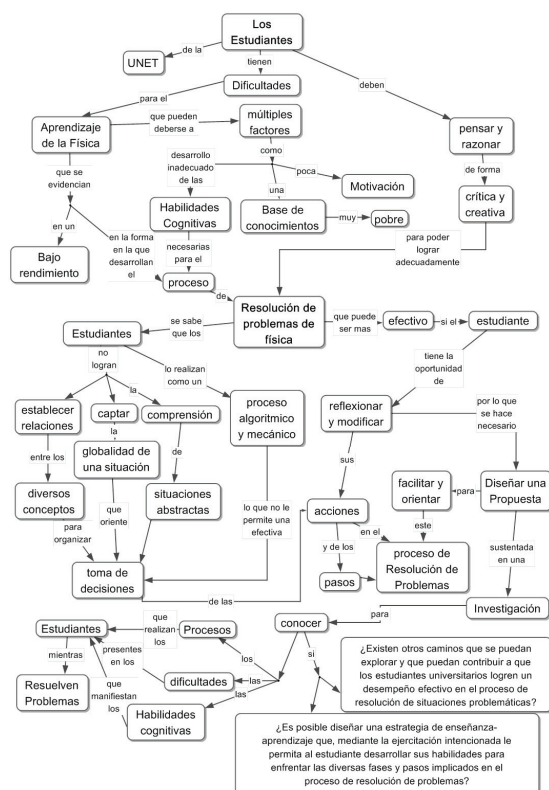 Los
Estudiantes
de la
UNET
tienen
Dificultades
deben
para el
Aprendizaje
de la Física
que pueden
deberse a
múltiples
factores
pensar y
razonar
como
desarrollo
inadecuado
de las
poca
Motivación
de forma
que se
evidencian
una
Habilidades
Cognitivas
Base de
conocimientos
muy
pobre
crítica y
creativa
en un
Bajo
rendimiento
en la forma
en la que
desarrollan
el
necesarias
para el
proceso
de
para poder
lograr
adecuadamente
Resolución de
problemas de
física
que puede
ser mas
efectivo
si el
estudiante
se sabe
que los
Estudiantes
no
logran
lo realizan
como un
tiene la
oportunidad
de
establecer
relaciones
captar
la
comprensión
proceso
algoritmico
y mecánico
reflexionar
y modificar
por lo que
se hace
necesario
entre los
la
globalidad de
una situación
de
sus
facilitar y
orientar
para
Diseñar una
Propuesta
diversos
conceptos
que
oriente
situaciones
abstractas
lo que no le
permite una
efectiva
acciones
en el
este
para
organizar
y de los
proceso de
Resolución de
Problemas
sustentada
en una
toma de
decisiones
pasos
de las
Investigación
para
conocer
que
realizan
los
Procesos
Estudiantes
mientras
presentes
en los
los
si
Resuelven
Problemas
que
manifiestan
los
dificultades
las
las
Habilidades
cognitivas
¿Existen otros caminos que se puedan
explorar y que puedan contribuir a que
los estudiantes universitarios logren un
desempeño efectivo en el proceso de
resolución de situaciones problemáticas?
¿Es posible diseñar una estrategia de enseñanza-
aprendizaje que, mediante la ejercitación intencionada le
permita al estudiante desarrollar sus habilidades para
enfrentar las diversas fases y pasos implicados en el
proceso de resolución de problemas?